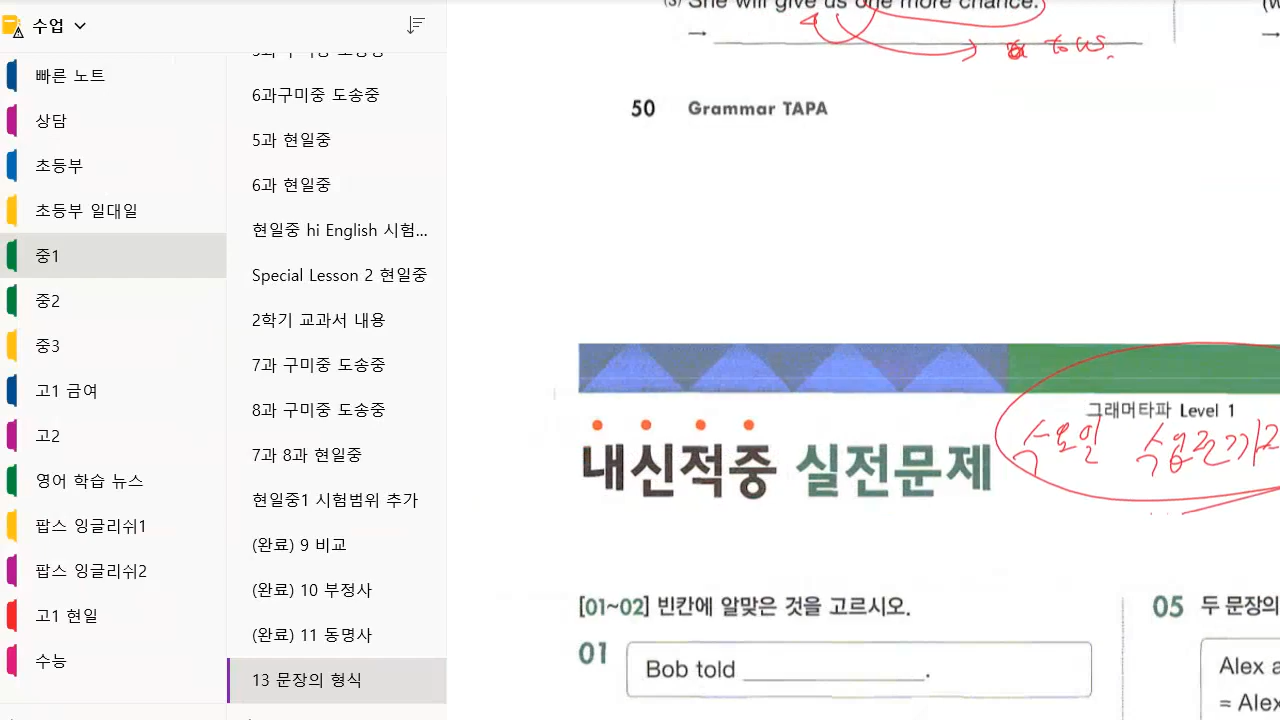 수업
빠른 노트
상담
초등부
초등부 일대일
중1
중2
중3
고1 금여
고2
영어 학습 뉴스
팝스 잉글리쉬1
팝스 잉글리쉬2
고1 현일
수능
6과구미중 도송중
5과 현일중
6과 현일중
현일중 hi English 시험...
Special Lesson 2 현일중
2학기 교과서 내용
7과 구미중 도송중
8과 구미중 도송중
7과 8과 현일중
현일중1 시험범위 추가
(완료) 9 비교
(완료) 10 부정사
(완료) 11 동명사
13 문장의 형식
(3) She will give us one more chance.
→ to us.
50 Grammar TAPA
그래머타파 Level 1
내신적중 실전문제
수요일
[01~02] 빈칸에 알맞은 것을 고르시오.
01
Bob told ____________.
05 두 문장의
Alex a
= Alex